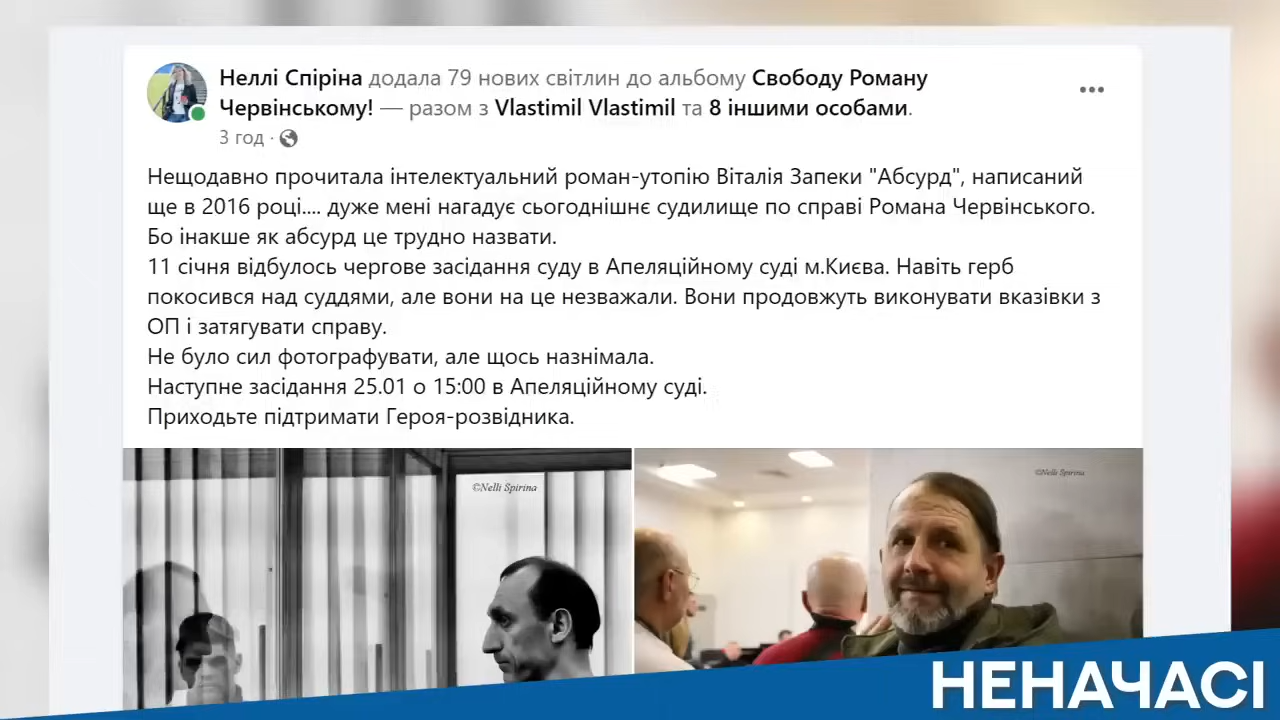 Неллі Спіріна додала 79 нових світлин до альбому Свободу Роману
Червінському! — разом з Vlastimil Vlastimil та 8 іншими особами.
3 год ·
Нещодавно прочитала інтелектуальний роман-утопію Віталія Запеки "Абсурд", написаний
ще в 2016 році.... дуже мені нагадує сьогоднішнє судилище по справі Романа Червінського.
Бо інакше як абсурд це трудно назвати.
11 січня відбулось чергове засідання суду в Апеляційному суді м.Києва. Навіть герб
покосився над суддями, але вони на це незважали. Вони продовжуть виконувати вказівки з
ОП і затягувати справу.
Не було сил фотографувати, але щось назнімала.
Наступне засідання 25.01 о 15:00 в Апеляційному суді.
Приходьте підтримати Героя-розвідника.
©Nelli Spirina
©Nelli Spirina
НЕНАЧАСІ